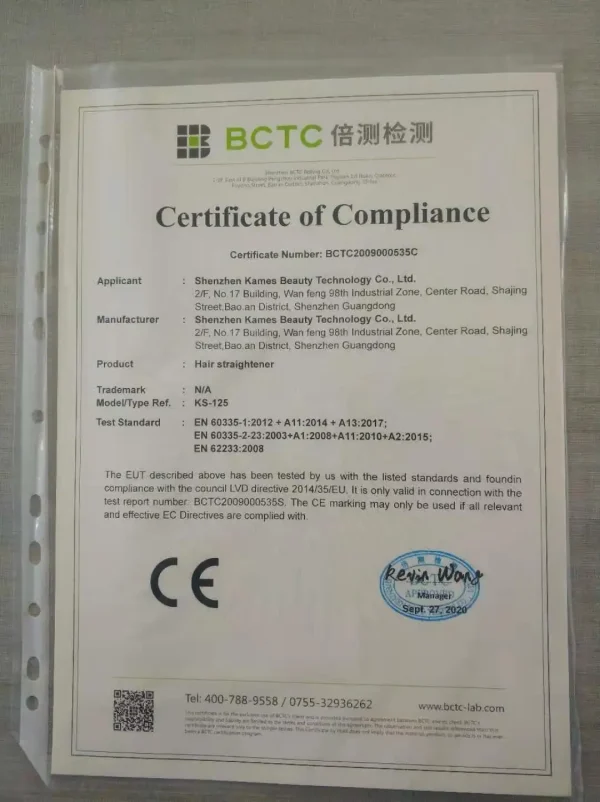 BCTC 倍测检测
Shenzhen BCTC Testing Co., Ltd.
Certificate of Compliance
Certificate Number: BCTC2009000535C
Applicant : Shenzhen Kames Beauty Technology Co., Ltd.
2/F, No.17 Building, Wan feng 98th Industrial Zone, Center Road, Shajing
Street,Bao.an District, Shenzhen Guangdong
Manufacturer : Shenzhen Kames Beauty Technology Co., Ltd.
2/F, No.17 Building, Wan feng 98th Industrial Zone, Center Road, Shajing
Street,Bao.an District, Shenzhen Guangdong
Product : Hair straightener
Trademark : N/A
Model/Type Ref. : KS-125
Test Standard : EN 60335-1:2012 + A11:2014 + A13:2017;
EN 60335-2-23:2003+A1:2008+A11:2010+A2:2015;
EN 62233:2008
The EUT described above has been tested by us with the listed standards and foundin
compliance with the council LVD directive 2014/35/EU. It is only valid in connection with the
test report number: BCTC2009000535S. The CE marking may only be used if all relevant
and effective EC Directives are complied with.
CE
Kevin Wang
BCTC
APPROVED
Manager
Sept. 27, 2020
Tel: 400-788-9558 / 0755-32936262
www.bctc-lab.com